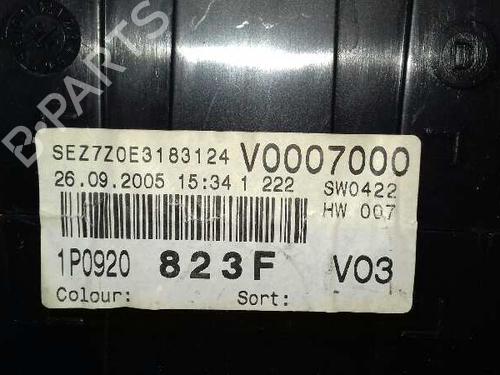 SEZ7Z0E3183124 V0007000
26.09.2005 15:34 1 222 SW0422
HW 007
1P0920 823F V03
Colour: Sort:
B-PARTS